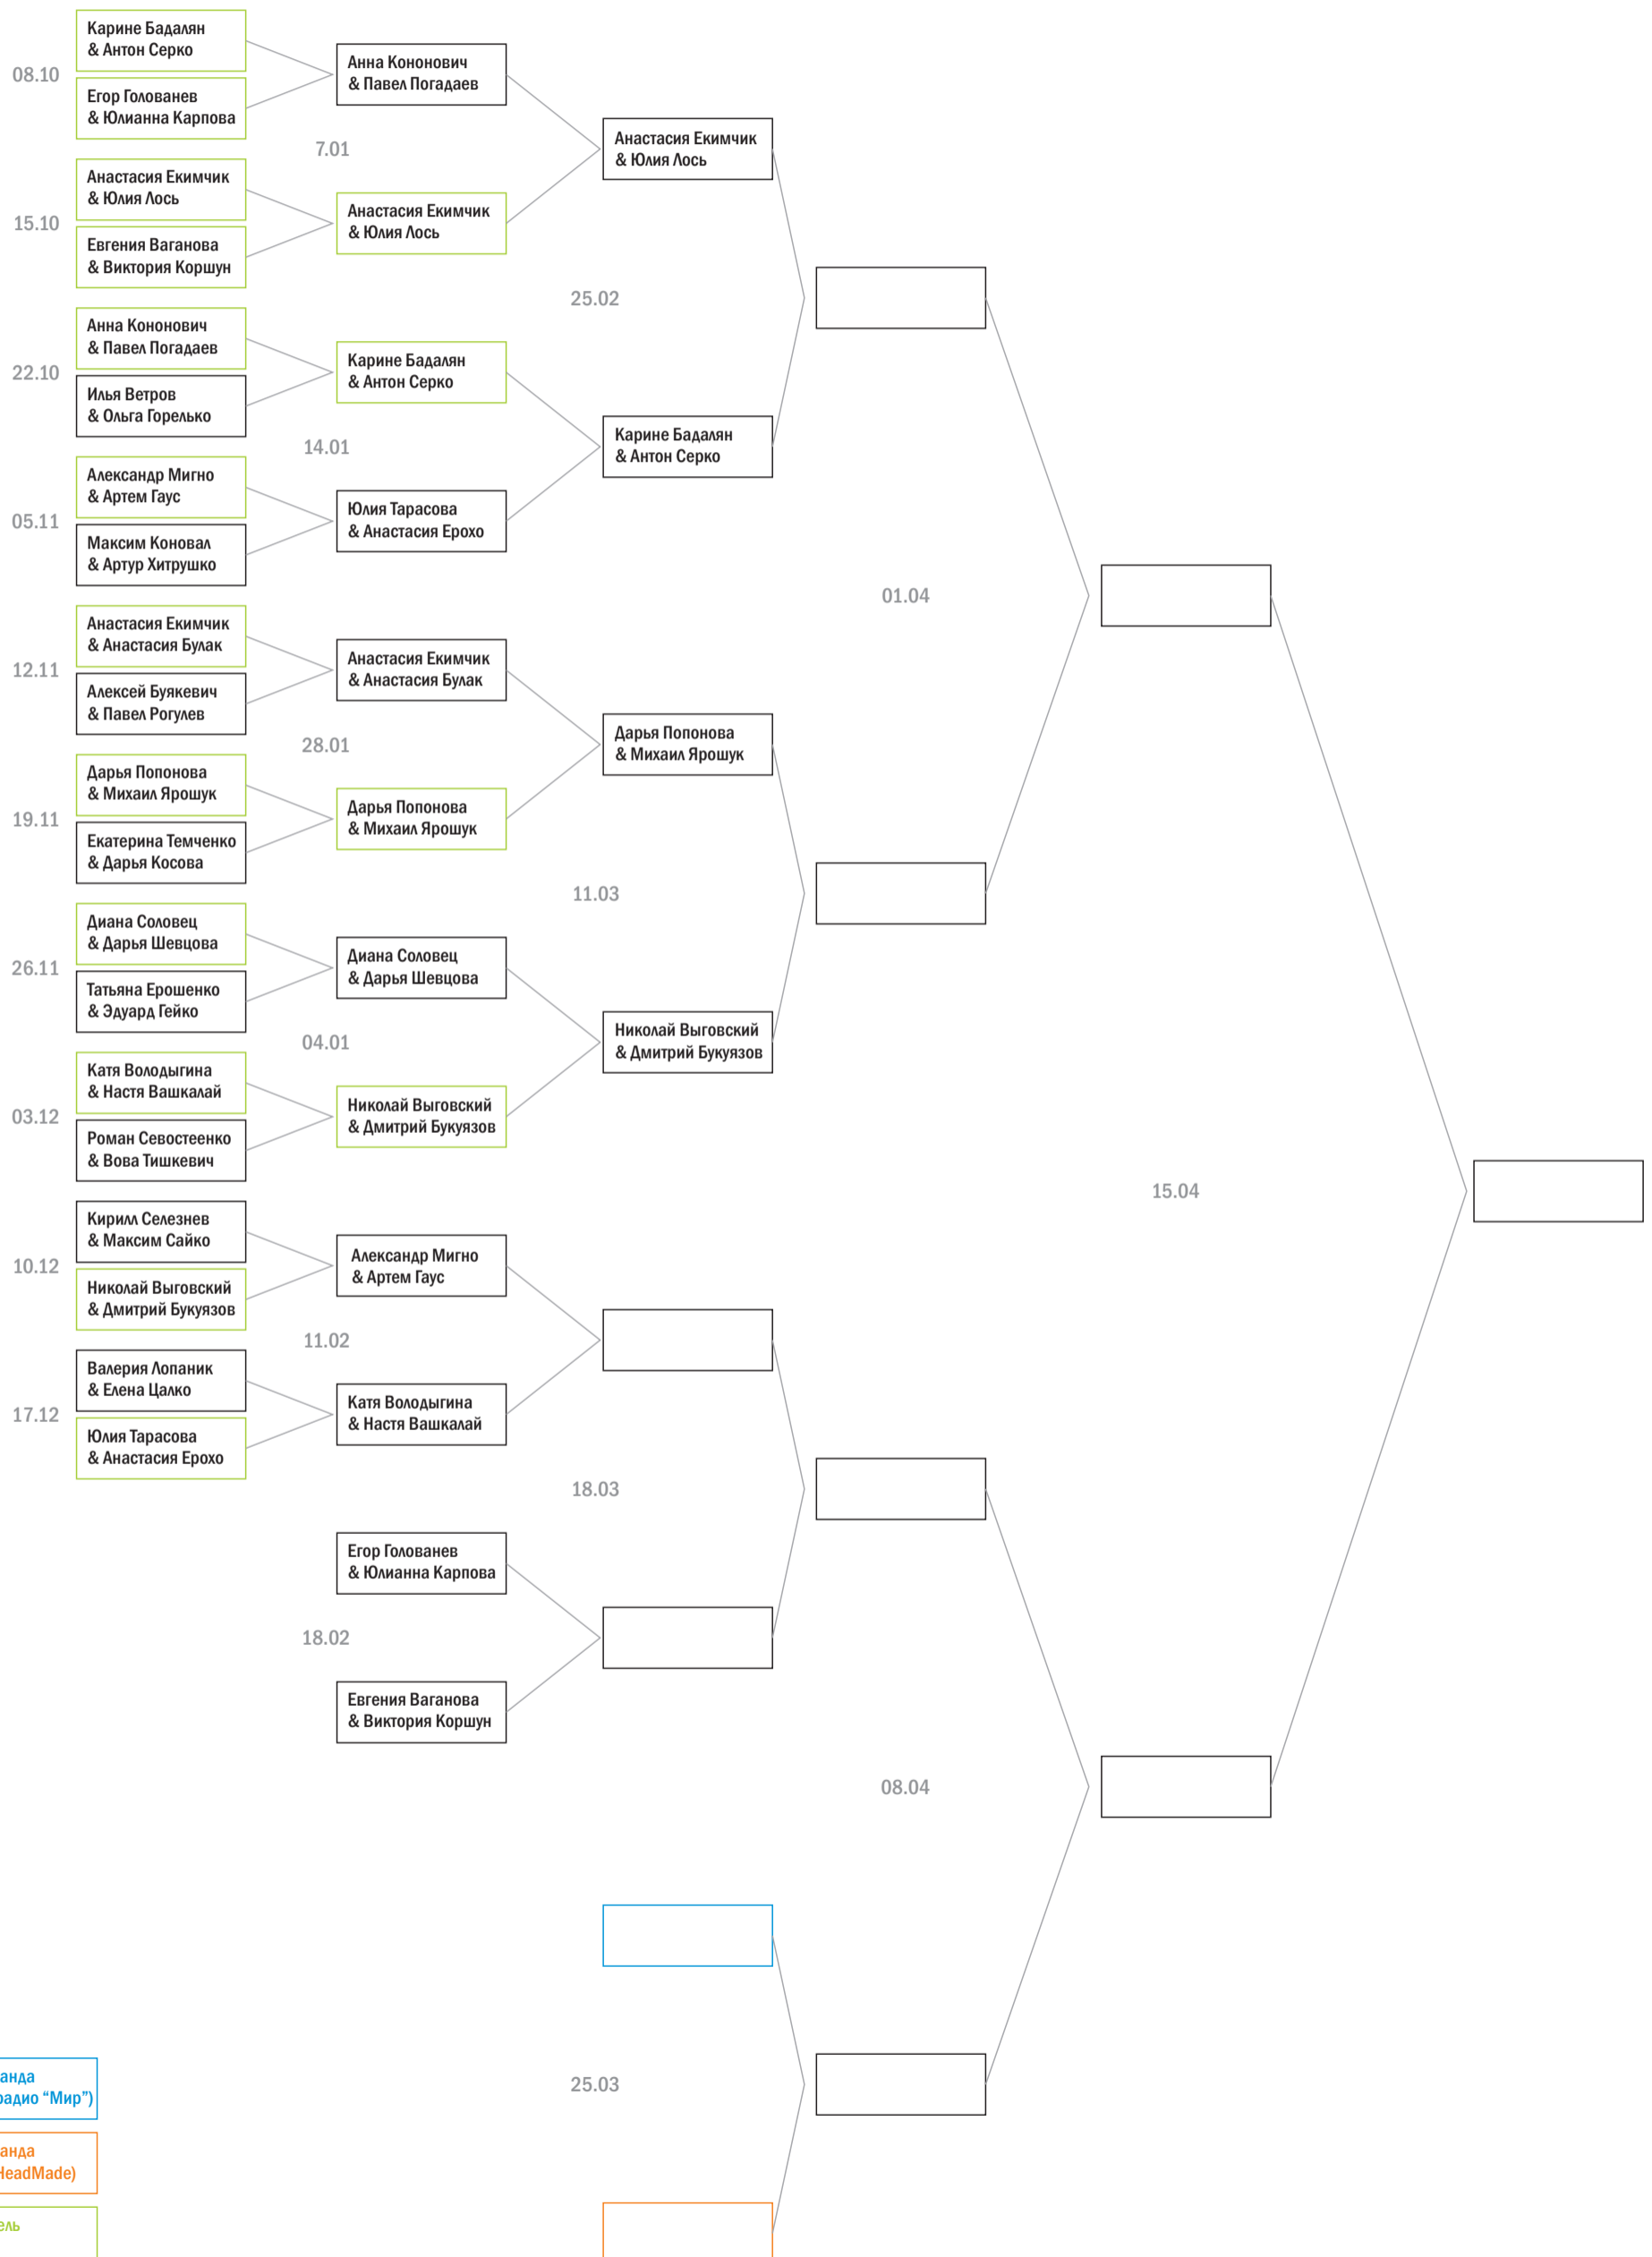 08.10
Карине Бадалян
& Антон Серко
Егор Голованев
& Юлианна Карпова
15.10
Анастасия Екимчик
& Юлия Лось
Евгения Ваганова
& Виктория Коршун
22.10
Анна Кононович
& Павел Погадаев
Илья Ветров
& Ольга Горелько
05.11
Александр Мигно
& Артем Гаус
Максим Коновал
& Артур Хитрушко
12.11
Анастасия Екимчик
& Анастасия Булак
Алексей Буякевич
& Павел Рогулев
19.11
Дарья Попонова
& Михаил Ярошук
Екатерина Темченко
& Дарья Косова
26.11
Диана Соловец
& Дарья Шевцова
Татьяна Ерошенко
& Эдуард Гейко
03.12
Катя Володыгина
& Настя Вашкалай
Роман Севостеенко
& Вова Тишкевич
10.12
Кирилл Селезнев
& Максим Сайко
Николай Выговский
& Дмитрий Букуязов
17.12
Валерия Лопаник
& Елена Цалко
Юлия Тарасова
& Анастасия Ерохо
Анна Кононович
& Павел Погадаев
7.01
Анастасия Екимчик
& Юлия Лось
Карине Бадалян
& Антон Серко
14.01
Юлия Тарасова
& Анастасия Ерохо
Анастасия Екимчик
& Анастасия Булак
28.01
Дарья Попонова
& Михаил Ярошук
Диана Соловец
& Дарья Шевцова
04.01
Николай Выговский
& Дмитрий Букуязов
Александр Мигно
& Артем Гаус
11.02
Катя Володыгина
& Настя Вашкалай
Егор Голованев
& Юлианна Карпова
18.02
Евгения Ваганова
& Виктория Коршун
Анастасия Екимчик
& Юлия Лось
25.02
Карине Бадалян
& Антон Серко
Дарья Попонова
& Михаил Ярошук
11.03
Николай Выговский
& Дмитрий Букуязов
18.03
25.03
01.04
08.04
15.04
анда
радио “Мир”)
анда
HeadMade)
ель